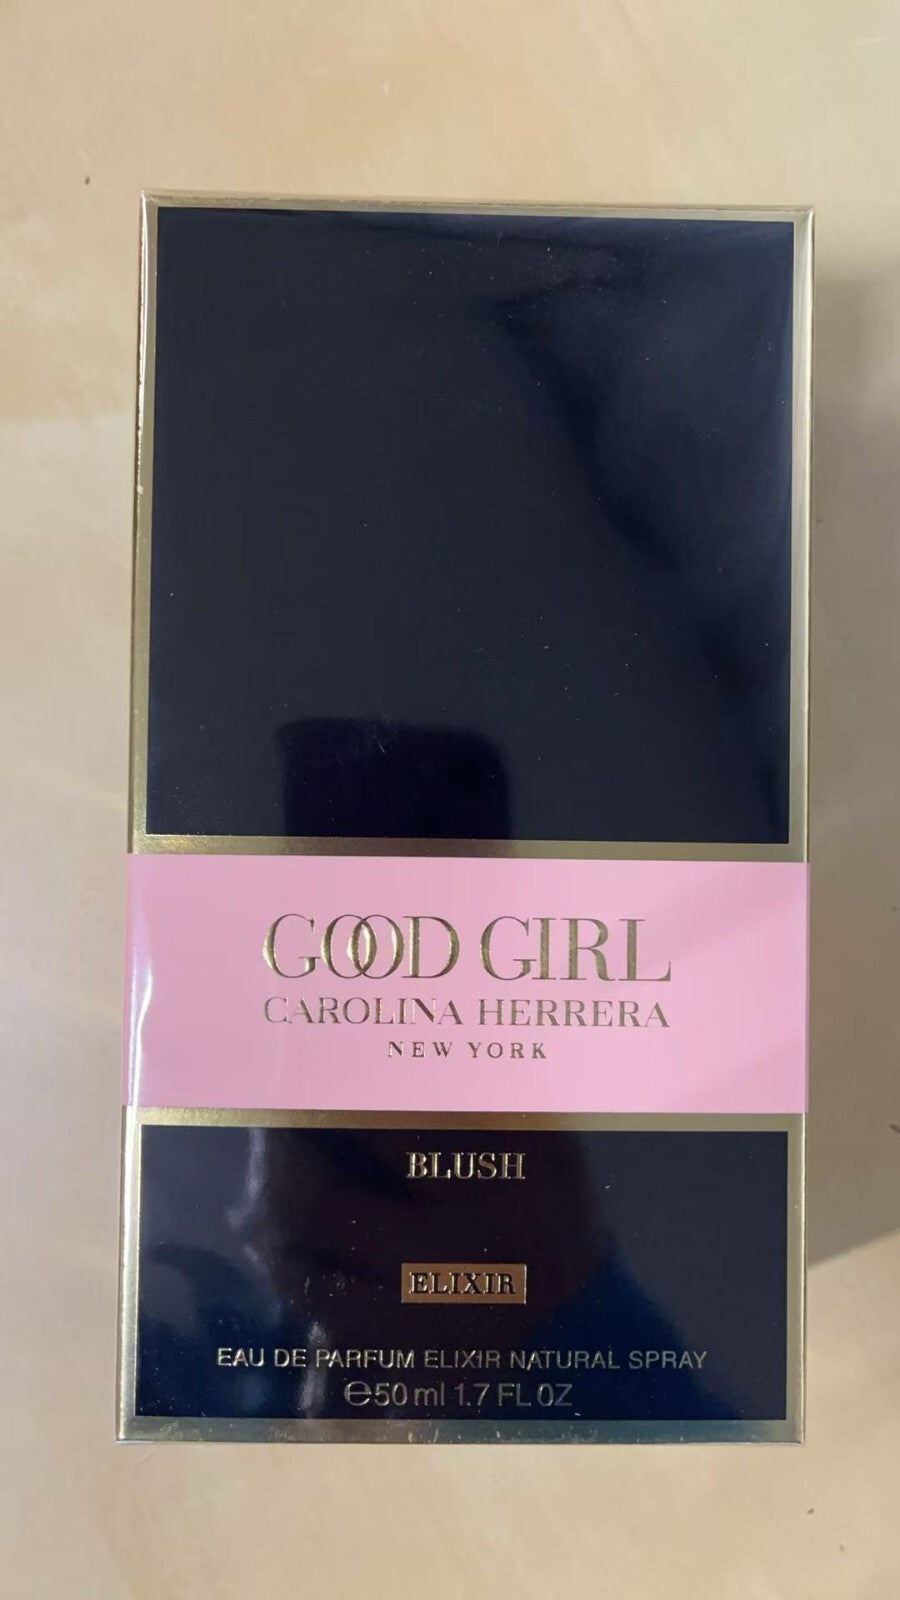 GOOD GIRL
CAROLINA HERRERA
NEW YORK
BLUSH
ELIXIR
EAU DE PARFUM ELIXIR NATURAL SPRAY
℮50 ml 1.7 FL OZ